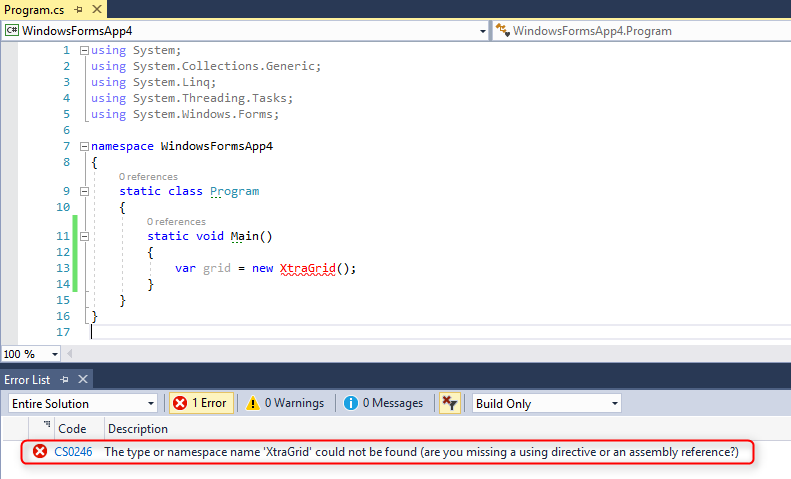 Program.cs
WindowsFormsApp4 WindowsFormsApp4.Program
1 using System;
2 using System.Collections.Generic;
3 using System.Linq;
4 using System.Threading.Tasks;
5 using System.Windows.Forms;
6
7 namespace WindowsFormsApp4
8 {
0 references
9 static class Program
10 {
0 references
11 static void Main()
12 {
13 var grid = new XtraGrid();
14 }
15 }
16 }
17
100 %
Error List
Entire Solution 1 Error 0 Warnings 0 Messages Build Only
Code Description
CS0246 The type or namespace name 'XtraGrid' could not be found (are you missing a using directive or an assembly reference?)